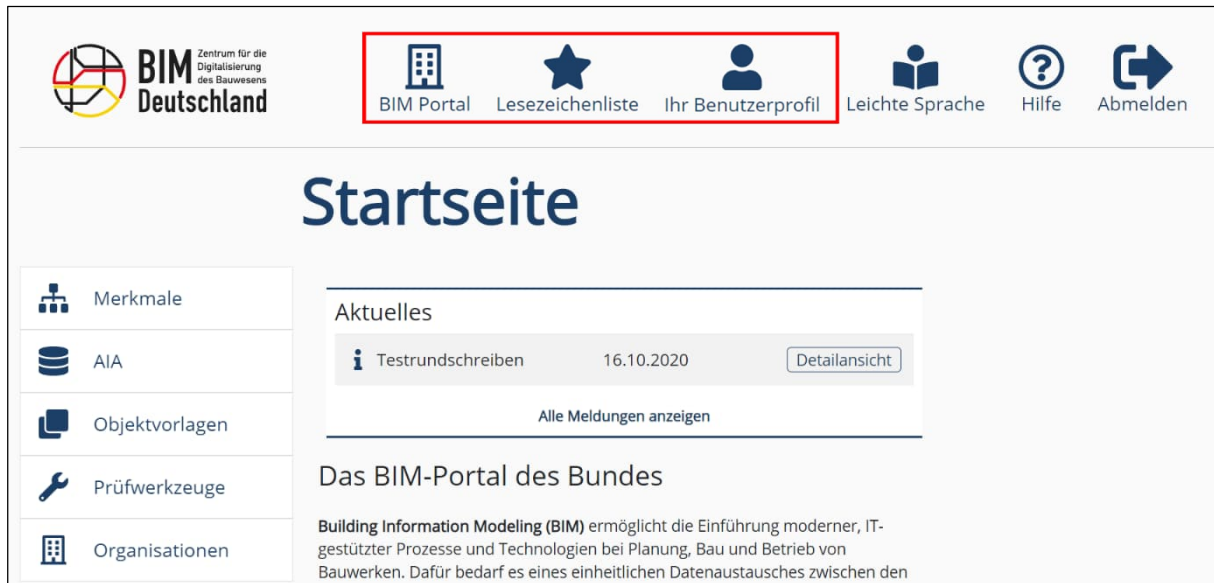 BIM Zentrum für die
Digitalisierung
des Bauwesens
Deutschland
BIM Portal Lesezeichenliste Ihr Benutzerprofil Leichte Sprache Hilfe Abmelden
Startseite
Merkmale
AIA
Objektvorlagen
Prüfwerkzeuge
Organisationen
Aktuelles
Testrundschreiben 16.10.2020 Detailansicht
Alle Meldungen anzeigen
Das BIM-Portal des Bundes
Building Information Modeling (BIM) ermöglicht die Einführung moderner, IT-
gestützter Prozesse und Technologien bei Planung, Bau und Betrieb von
Bauwerken. Dafür bedarf es eines einheitlichen Datenaustausches zwischen den